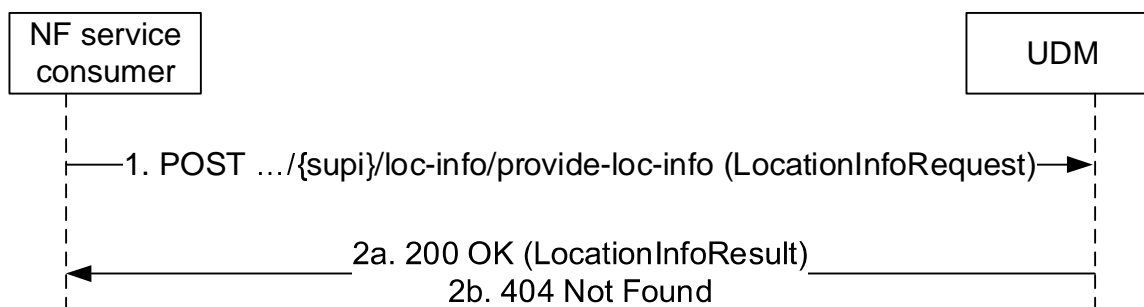 NF service
consumer
UDM
1. POST …/{supi}/loc-info/provide-loc-info (LocationInfoRequest)
2a. 200 OK (LocationInfoResult)
2b. 404 Not Found